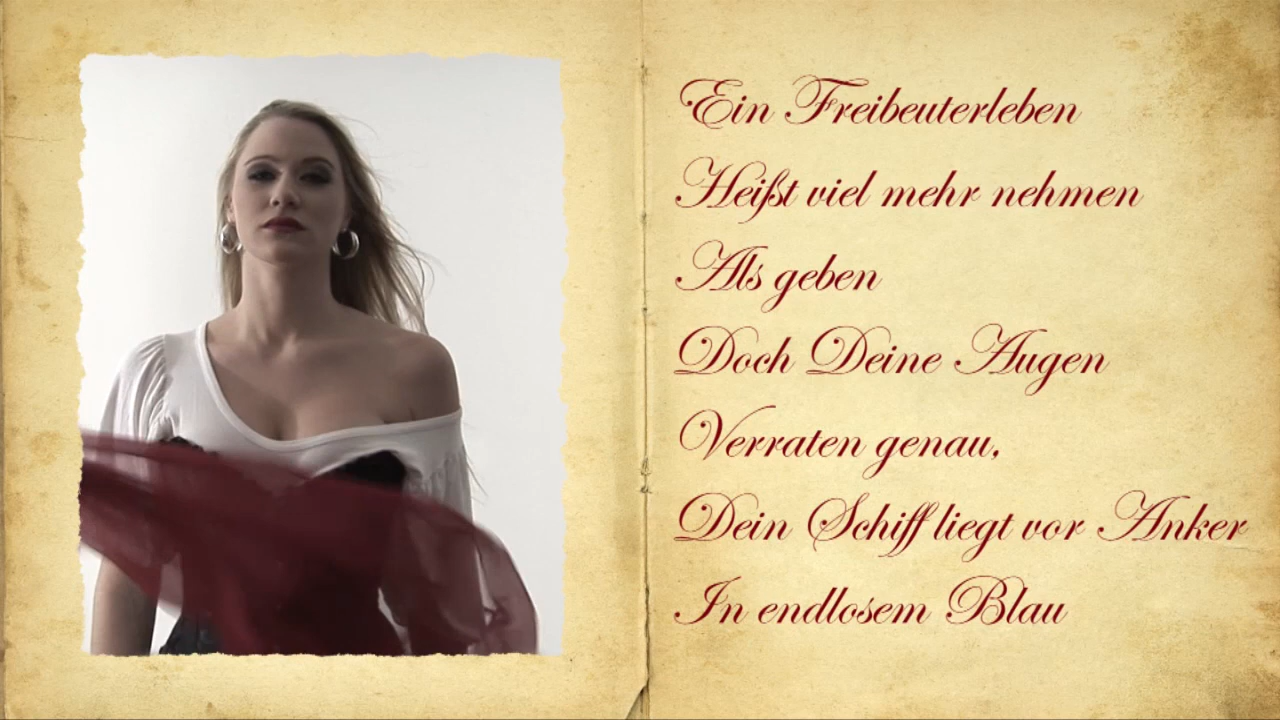 Ein Freibeuterleben
Heißt viel mehr nehmen
Als geben
Doch Deine Augen
Verraten genau,
Dein Schiff liegt vor Anker
In endlosem Blau